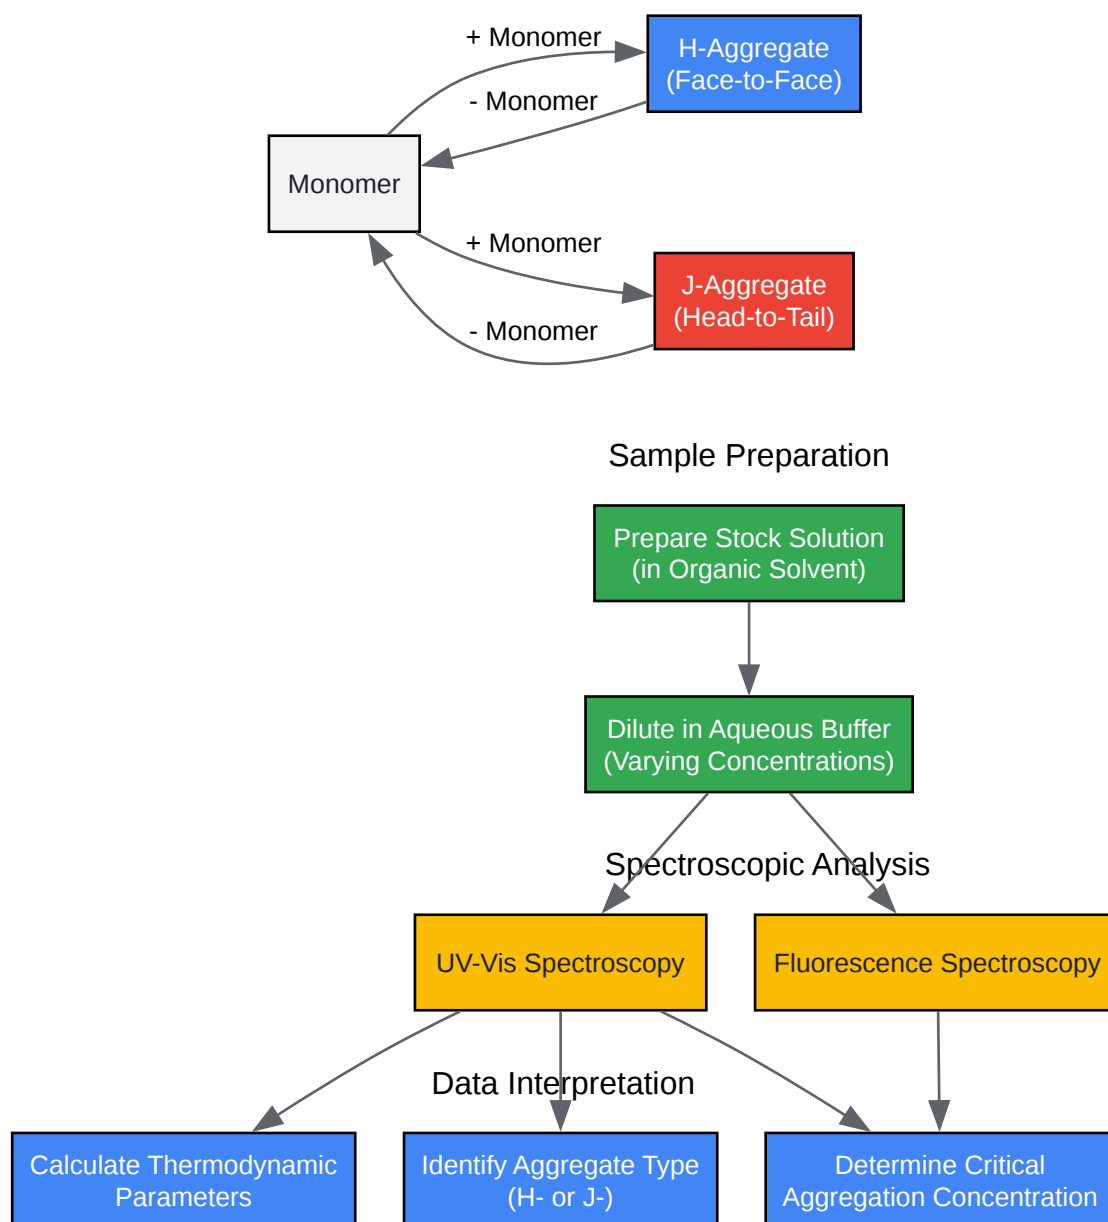 + Monomer
H-Aggregate
(Face-to-Face)
- Monomer
Monomer
+ Monomer
J-Aggregate
(Head-to-Tail)
- Monomer
Sample Preparation
Prepare Stock Solution
(in Organic Solvent)
Dilute in Aqueous Buffer
(Varying Concentrations)
Spectroscopic Analysis
UV-Vis Spectroscopy
Fluorescence Spectroscopy
Data Interpretation
Calculate Thermodynamic
Parameters
Identify Aggregate Type
(H- or J-)
Determine Critical
Aggregation Concentration